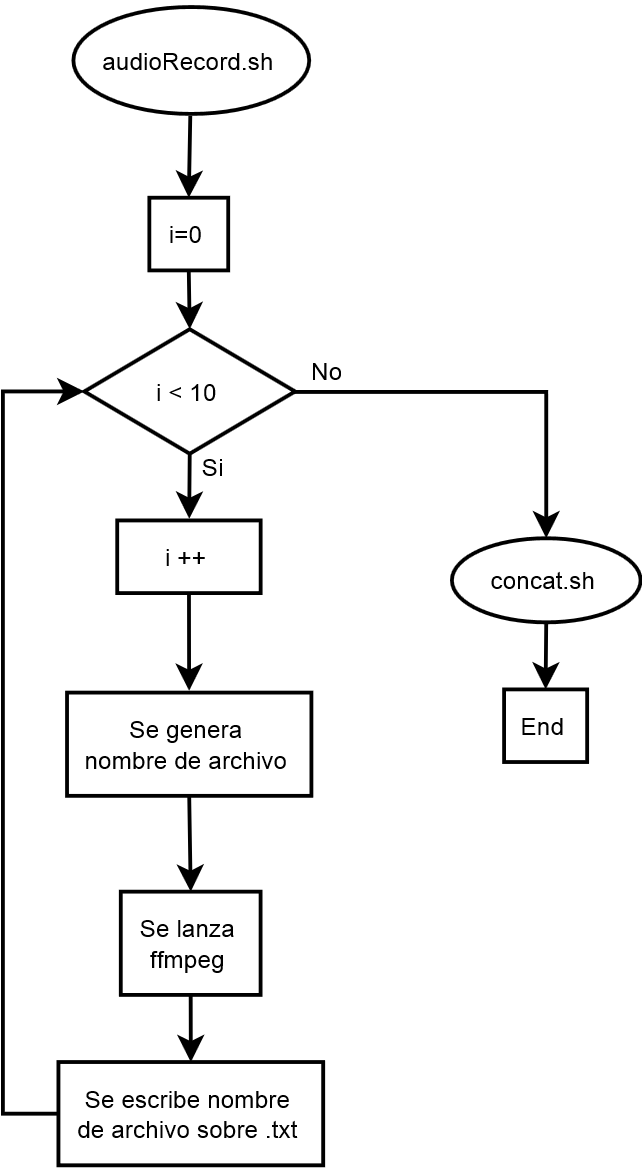 audioRecord.sh
i=0
i < 10
No
Si
i ++
concat.sh
Se genera
nombre de archivo
End
Se lanza
ffmpeg
Se escribe nombre
de archivo sobre .txt